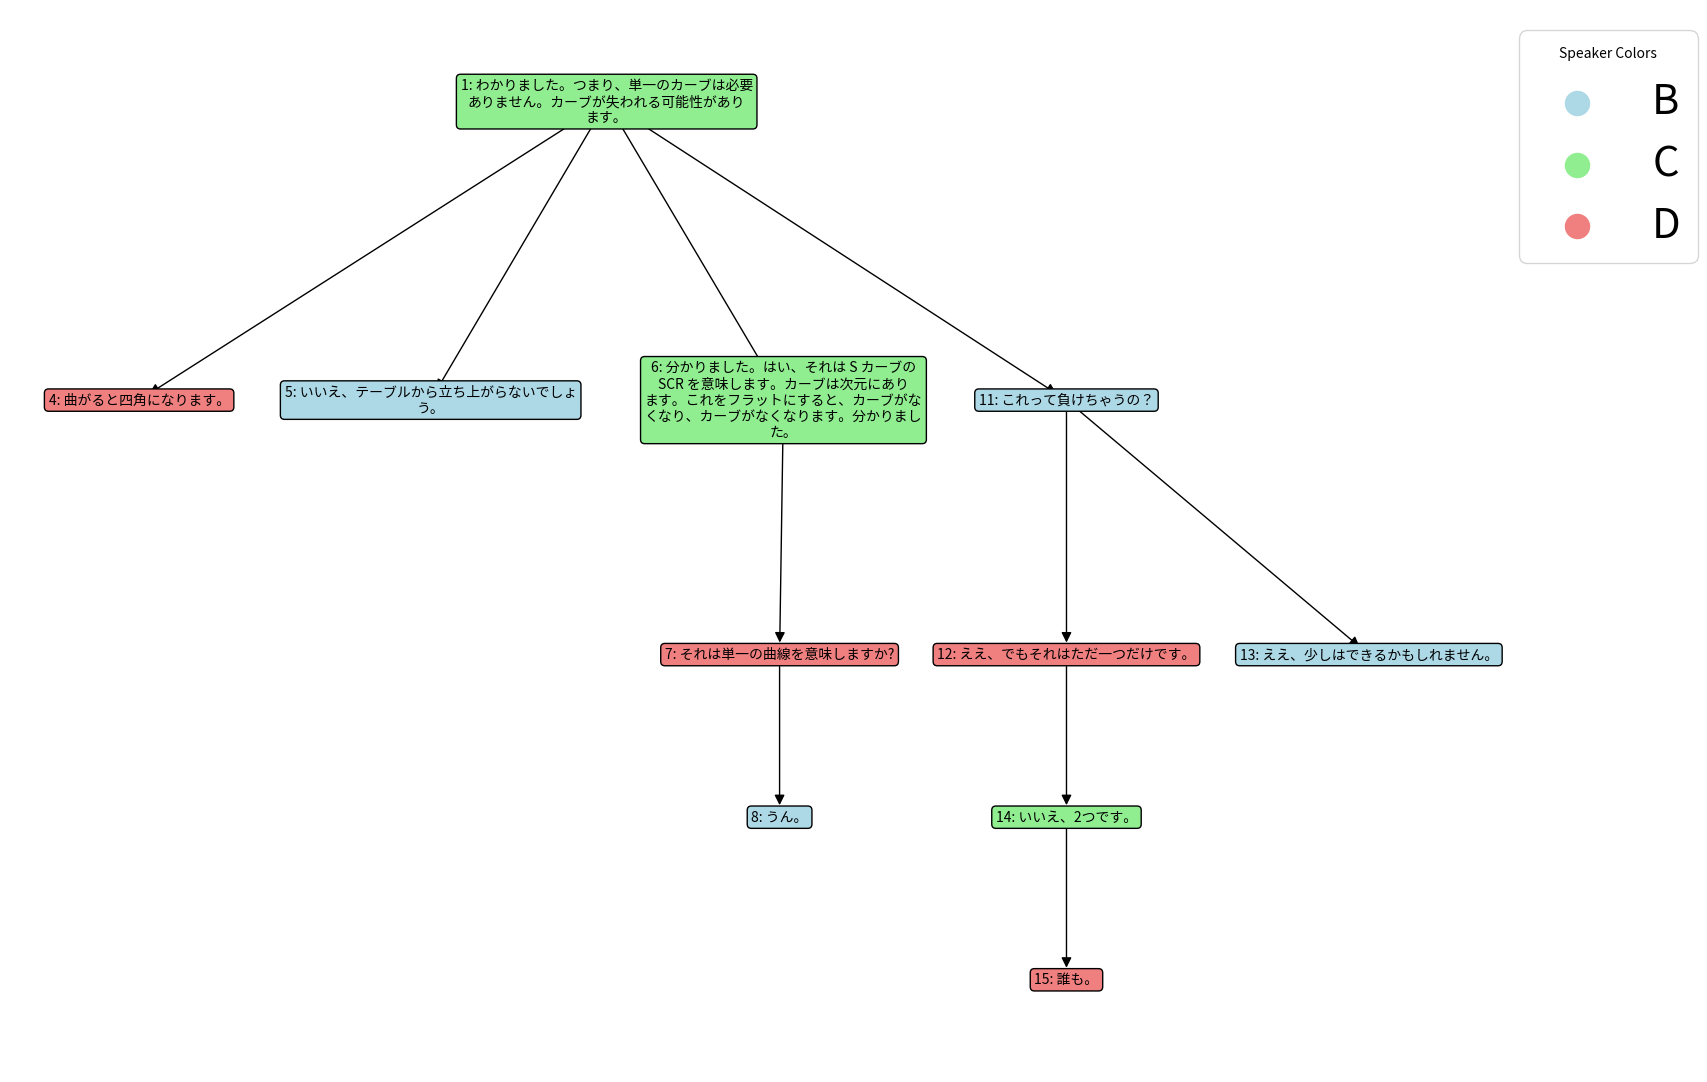 Speaker Colors
B
C
D
1: わかりました。つまり、単一のカーブは必要
ありません。カーブが失われる可能性があり
ます。
4: 曲がると四角になります。
5: いいえ、テーブルから立ち上がらないでしょ
う。
6: 分かりました。はい、それは S カーブの
SCR を意味します。カーブは次元にあり
ます。これをフラットにすると、カーブがな
くなり、カーブがなくなります。分かりまし
た。
11: これって負けちゃうの？
7: それは単一の曲線を意味しますか?
12: ええ、でもそれはただ一つだけです。
13: ええ、少しはできるかもしれません。
8: うん。
14: いいえ、2つです。
15: 誰も。